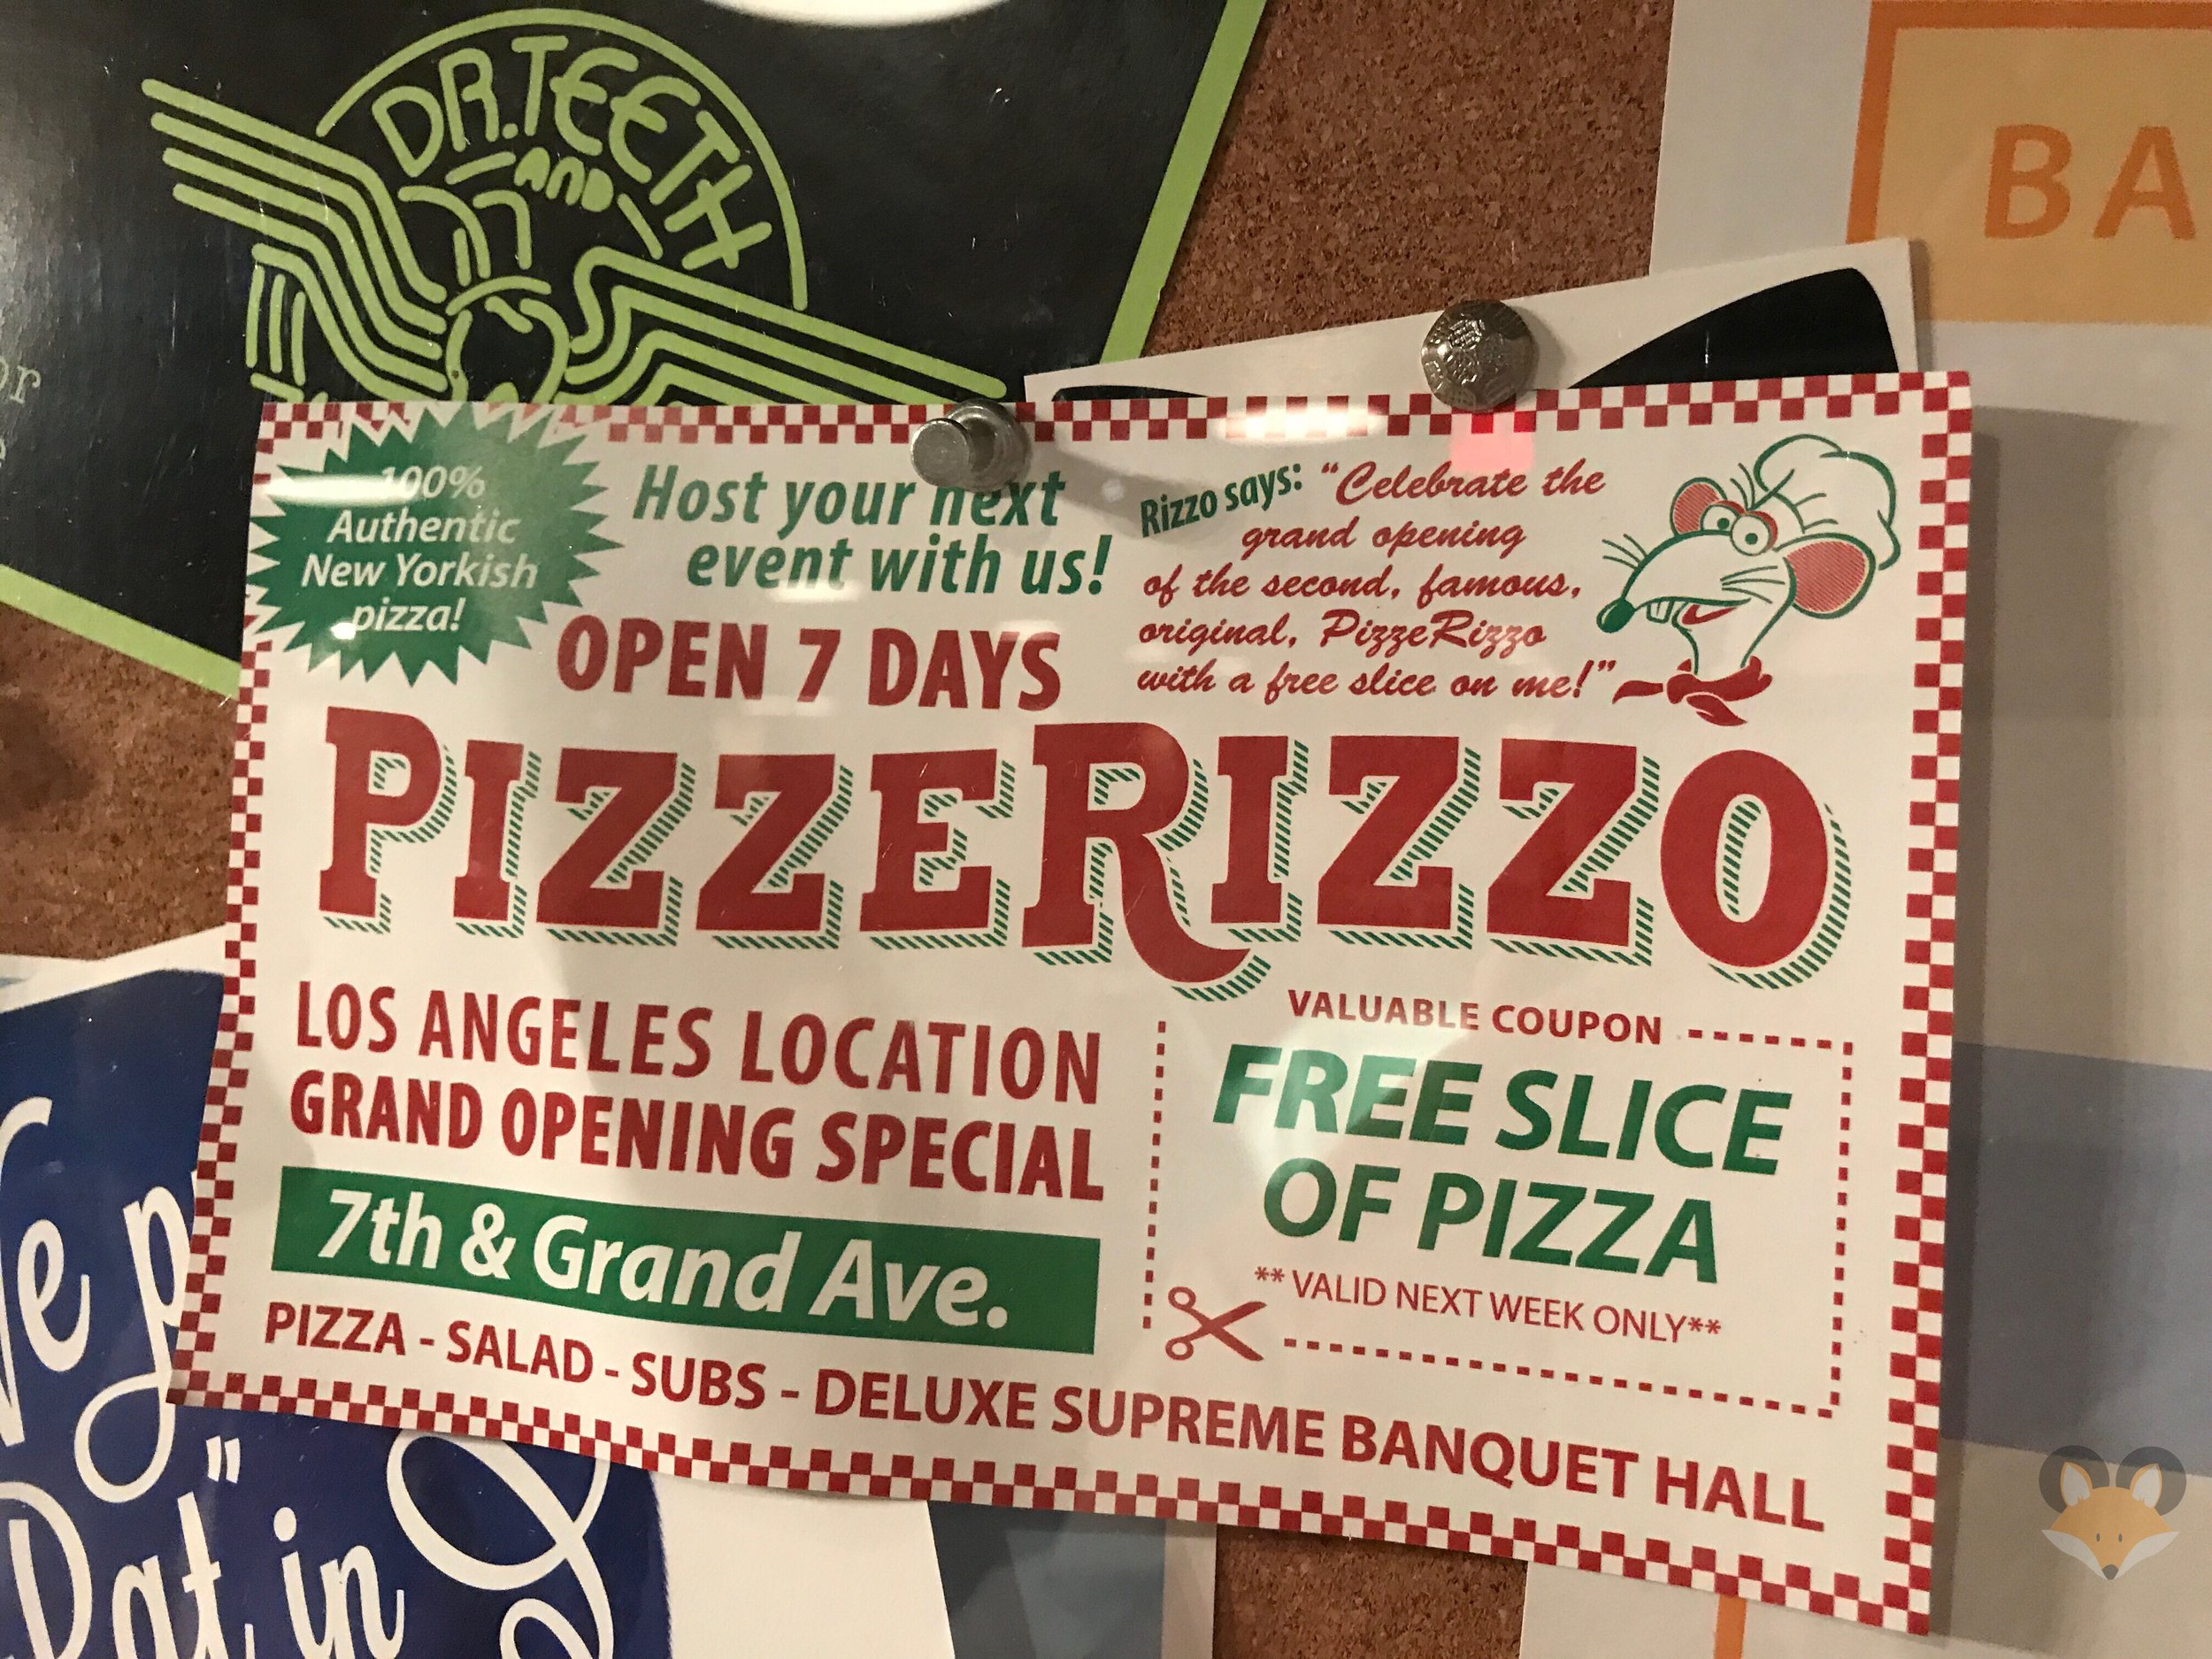 DR. TEETH
AND
BA
or
100%
Authentic
New Yorkish
pizza!
Host your next
event with us!
OPEN 7 DAYS
Rizzo says: “Celebrate the
grand opening
of the second, famous,
original, PizzeRizzo
with a free slice on me!”
PIZZERIZZO
LOS ANGELES LOCATION
GRAND OPENING SPECIAL
7th & Grand Ave.
VALUABLE COUPON
FREE SLICE
OF PIZZA
**VALID NEXT WEEK ONLY**
PIZZA - SALAD - SUBS - DELUXE SUPREME BANQUET HALL
in